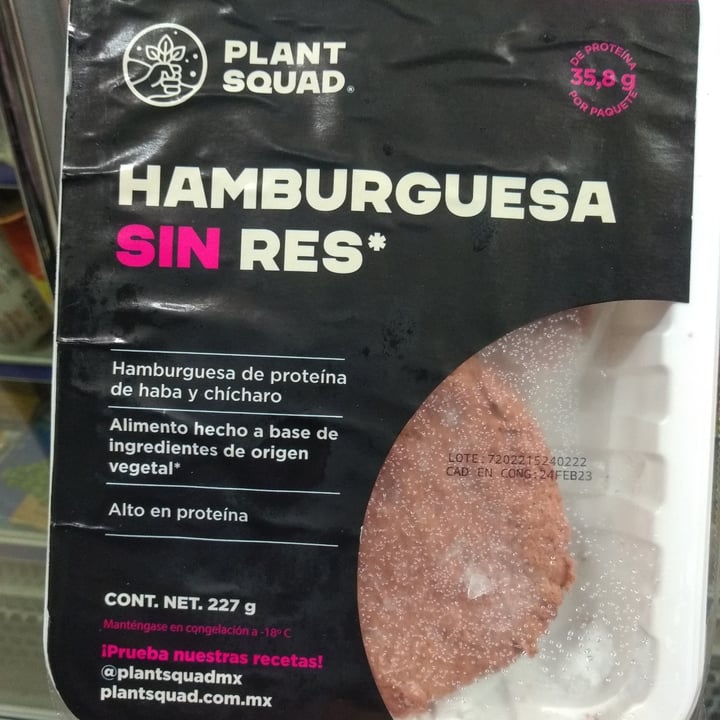 PLANT
SQUAD®
DE PROTEÍNA
35,8 g
POR PAQUETE
HAMBURGUESA
SIN RES*
Hamburguesa de proteína
de haba y chícharo
Alimento hecho a base de
ingredientes de origen
vegetal*
Alto en proteína
LOTE:7202215240222
CAD EN CONG:24FEB23
CONT. NET. 227 g
Manténgase en congelación a -18º C
¡Prueba nuestras recetas!
@plantsquadmx
plantsquad.com.mx